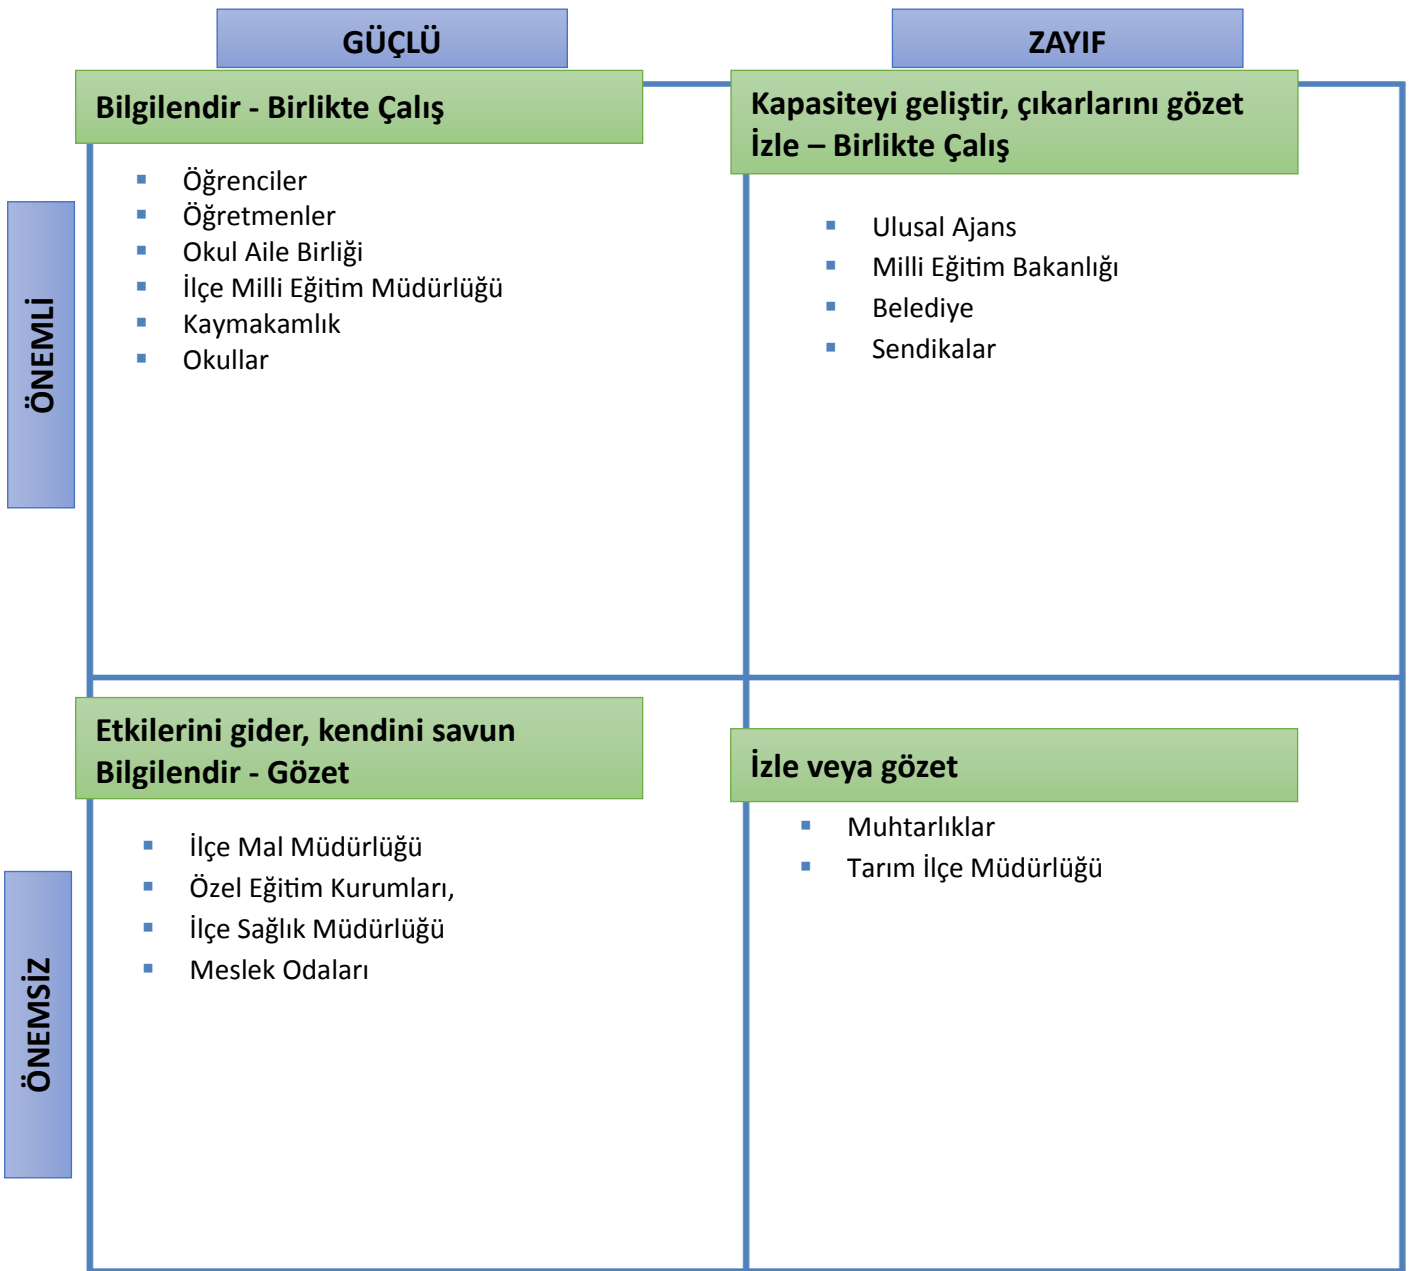 GÜÇLÜ
ZAYIF
ÖNEMLİ
Bilgilendir - Birlikte Çalış
Öğrenciler
Öğretmenler
Okul Aile Birliği
İlçe Milli Eğitim Müdürlüğü
Kaymakamlık
Okullar
Kapasiteyi geliştir, çıkarlarını gözet
İzle – Birlikte Çalış
Ulusal Ajans
Milli Eğitim Bakanlığı
Belediye
Sendikalar
ÖNEMSİZ
Etkilerini gider, kendini savun
Bilgilendir - Gözet
İlçe Mal Müdürlüğü
Özel Eğitim Kurumları,
İlçe Sağlık Müdürlüğü
Meslek Odaları
İzle veya gözet
Muhtarlıklar
Tarım İlçe Müdürlüğü